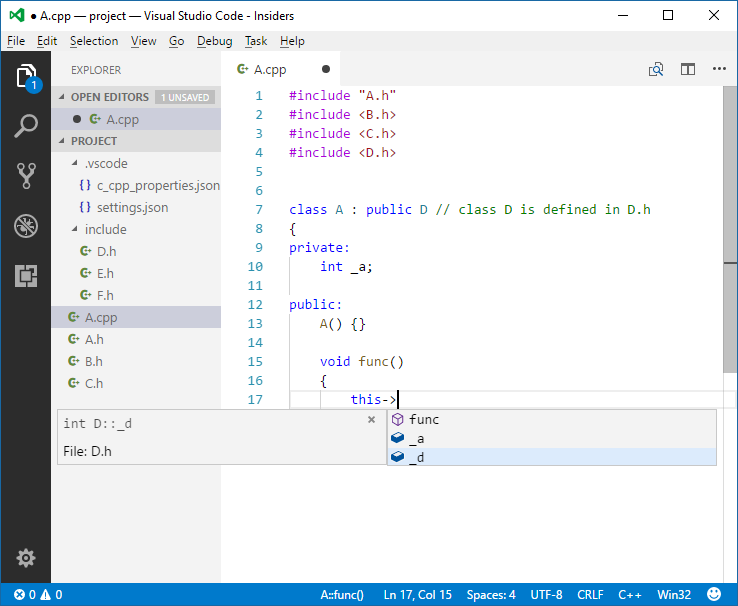 ● A.cpp — project — Visual Studio Code - Insiders
File Edit Selection View Go Debug Task Help
1
EXPLORER
OPEN EDITORS 1 UNSAVED
● A.cpp
PROJECT
.vscode
{} c_cpp_properties.json
{} settings.json
include
D.h
E.h
F.h
A.cpp
A.h
B.h
C.h
A.cpp ●
1 #include "A.h"
2 #include <B.h>
3 #include <C.h>
4 #include <D.h>
5
6
7 class A : public D // class D is defined in D.h
8 {
9 private:
10 int _a;
11
12 public:
13 A() {}
14
15 void func()
16 {
17 this->
int D::_d
File: D.h
func
_a
_d
0 0 A::func() Ln 17, Col 15 Spaces: 4 UTF-8 CRLF C++ Win32